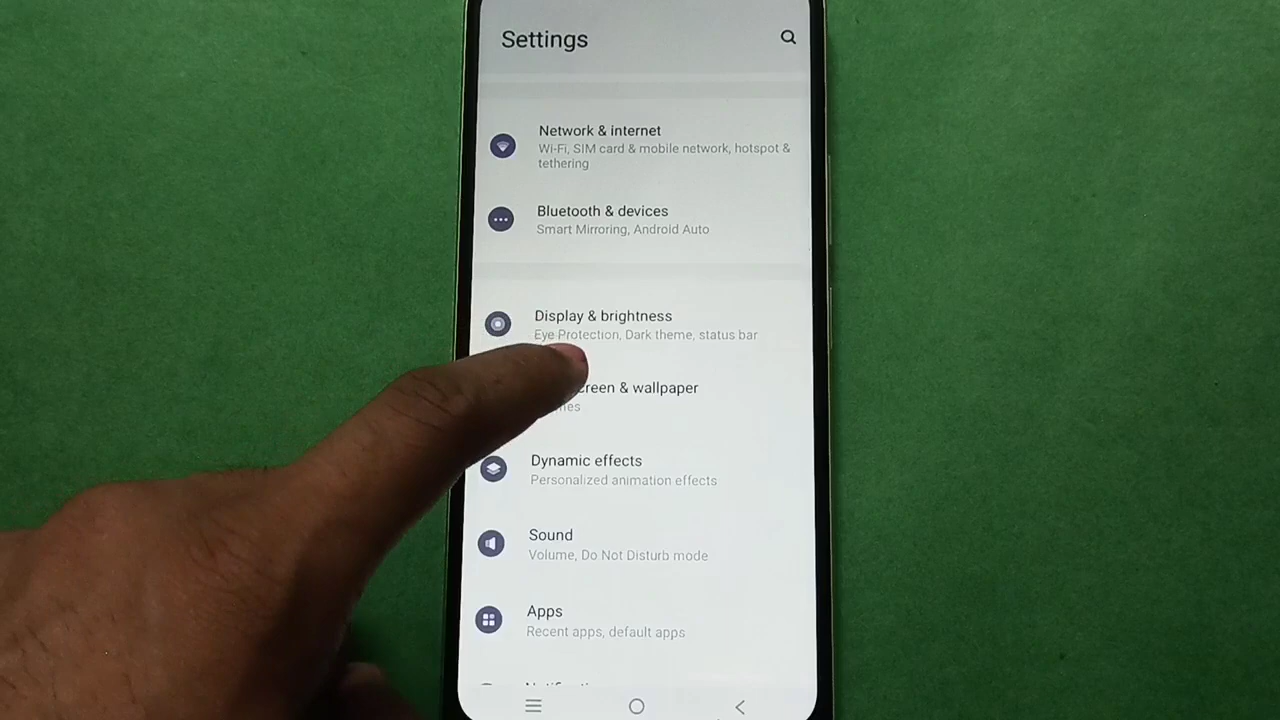 Settings
Network & internet
Wi-Fi, SIM card & mobile network, hotspot &
tethering
Bluetooth & devices
Smart Mirroring, Android Auto
Display & brightness
Eye Protection, Dark theme, status bar
& wallpaper
Dynamic effects
Personalized animation effects
Sound
Volume, Do Not Disturb mode
Apps
Recent apps, default apps